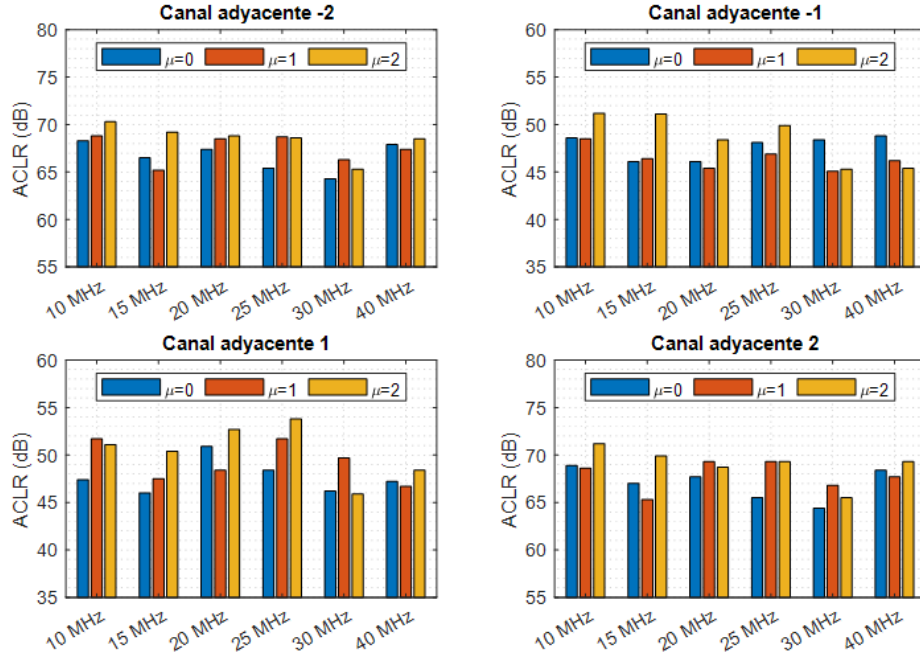 Canal adyacente -2
80
75
70
65
60
55
ACLR (dB)
μ=0 μ=1 μ=2
10 MHz 15 MHz 20 MHz 25 MHz 30 MHz 40 MHz
Canal adyacente -1
60
55
50
45
40
35
ACLR (dB)
μ=0 μ=1 μ=2
10 MHz 15 MHz 20 MHz 25 MHz 30 MHz 40 MHz
Canal adyacente 1
60
55
50
45
40
35
ACLR (dB)
μ=0 μ=1 μ=2
10 MHz 15 MHz 20 MHz 25 MHz 30 MHz 40 MHz
Canal adyacente 2
80
75
70
65
60
55
ACLR (dB)
μ=0 μ=1 μ=2
10 MHz 15 MHz 20 MHz 25 MHz 30 MHz 40 MHz